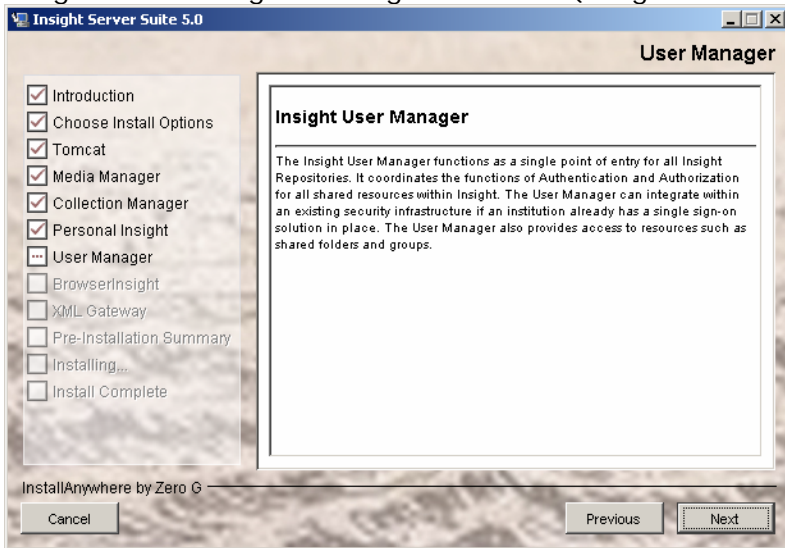 Insight Server Suite 5.0
User Manager
Introduction
Choose Install Options
Tomcat
Media Manager
Collection Manager
Personal Insight
User Manager
BrowserInsight
XML Gateway
Pre-Installation Summary
Installing...
Install Complete
Insight User Manager
The Insight User Manager functions as a single point of entry for all Insight
Repositories. It coordinates the functions of Authentication and Authorization
for all shared resources within Insight. The User Manager can integrate within
an existing security infrastructure if an institution already has a single sign-on
solution in place. The User Manager also provides access to resources such as
shared folders and groups.
InstallAnywhere by Zero G
Cancel
Previous
Next